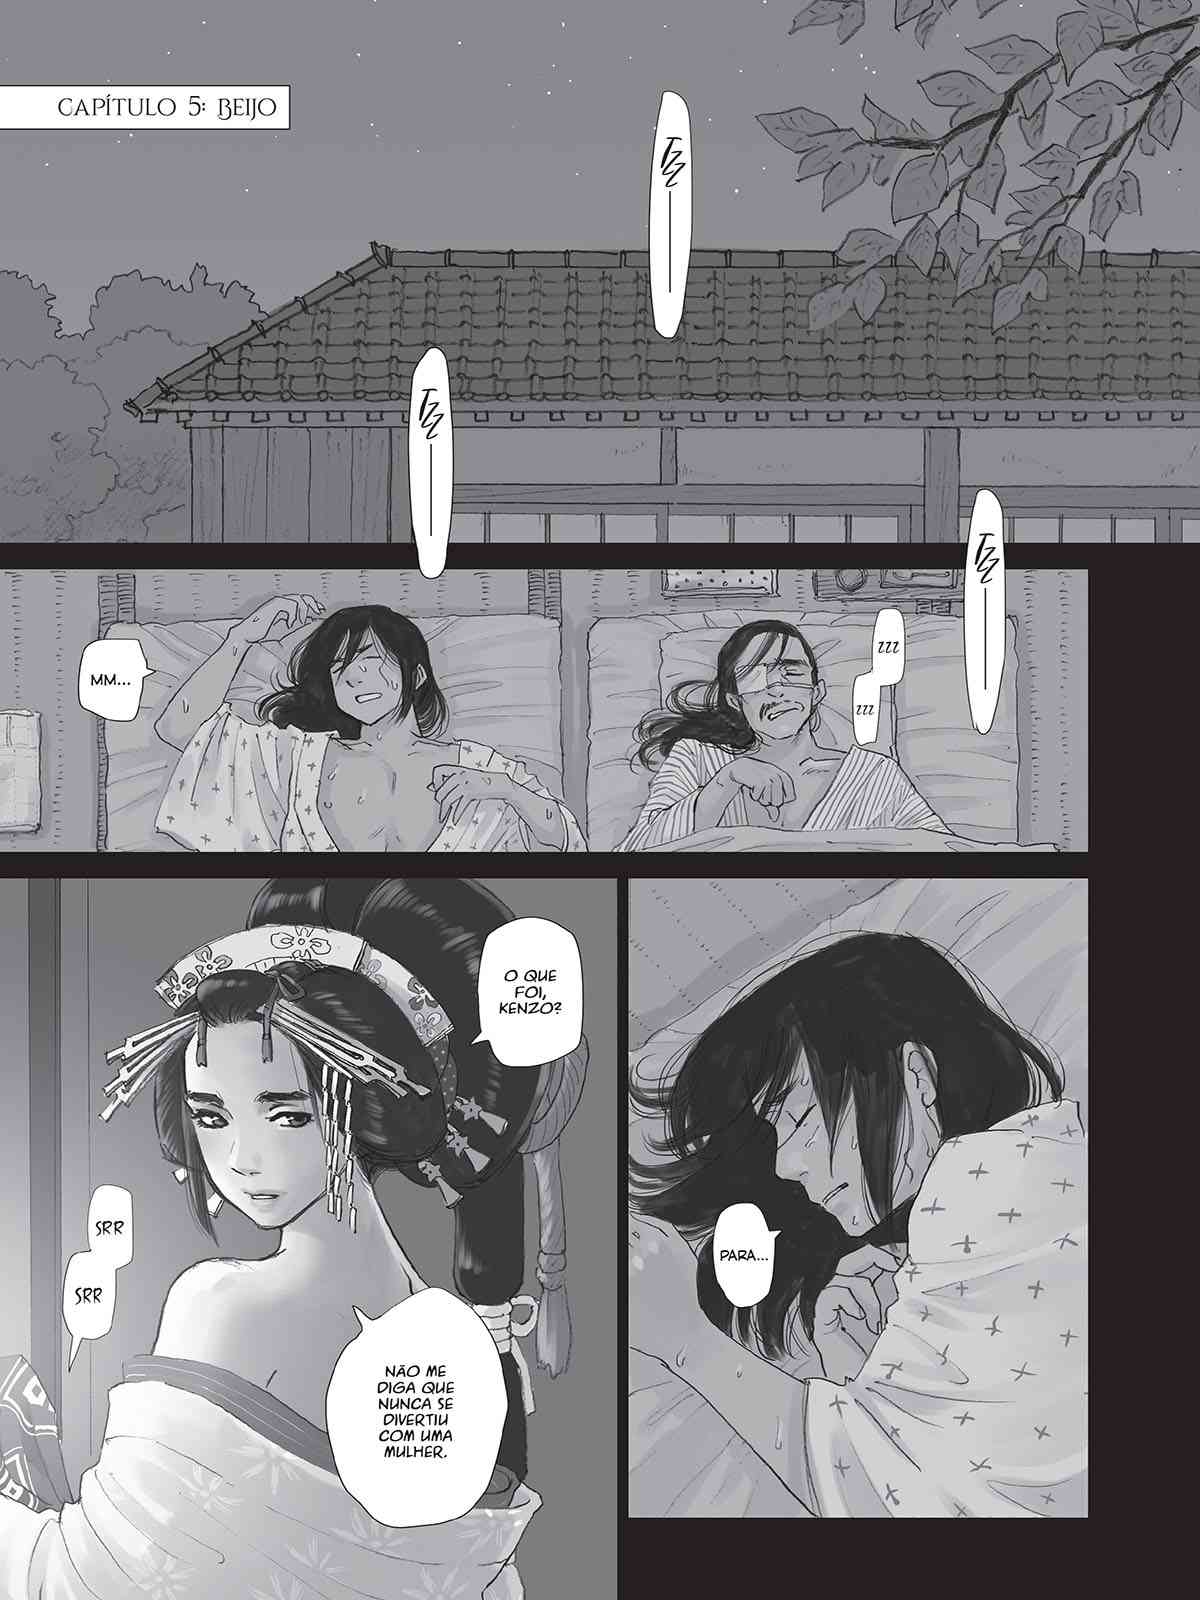 CAPÍTULO 5: BEIJO
TZZ
TZZ
TZZ
MM...
ZZZ
ZZZ
PARA...
O QUE
FOI,
KENZO?
SRR
SRR
NÃO ME
DIGA QUE
NUNCA SE
DIVERTIU
COM UMA
MULHER.